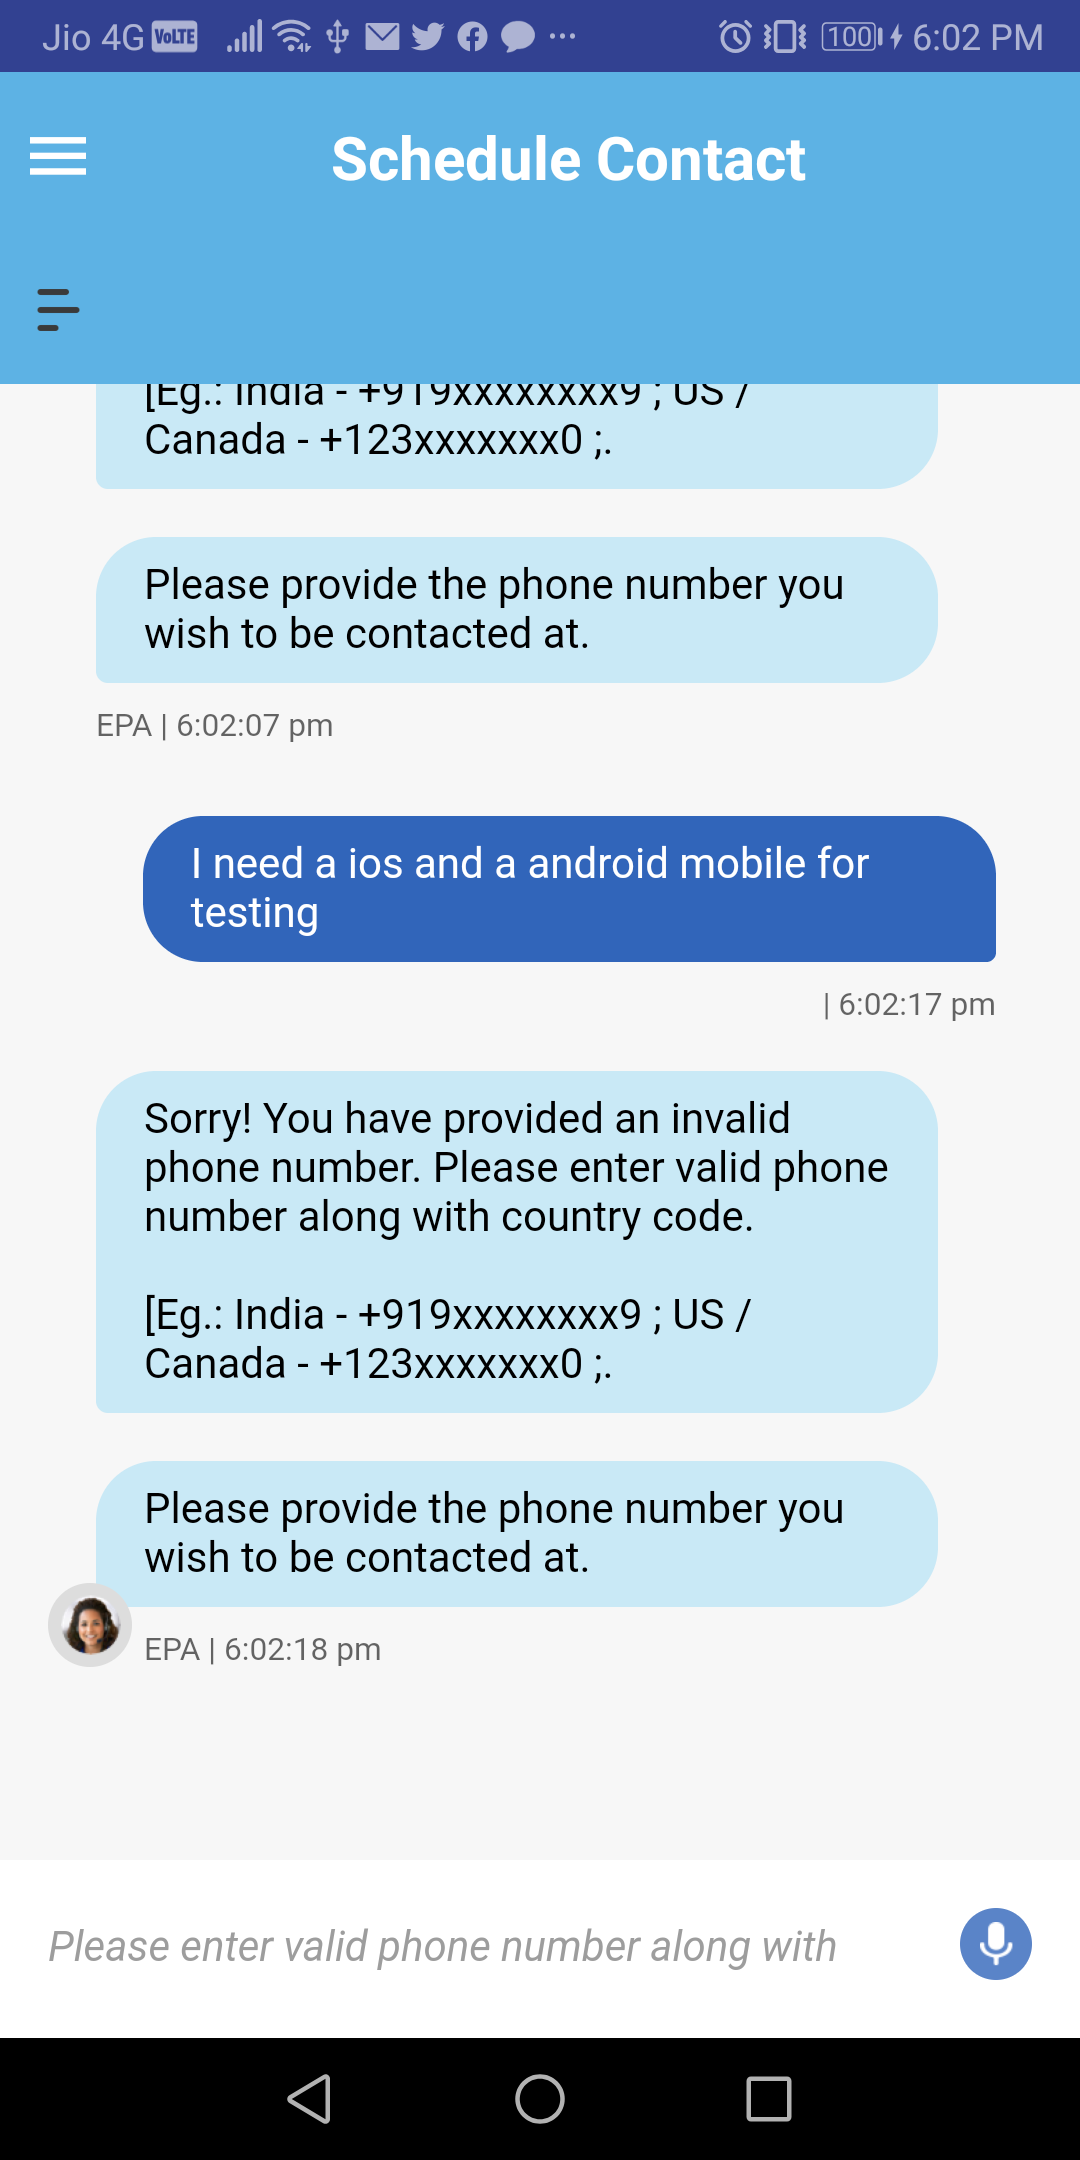 Jio 4G VoLTE 100 6:02 PM
Schedule Contact
[Eg.: India - +919xxxxxxxx9 ; US /
Canada - +123xxxxxxx0 ;.
Please provide the phone number you
wish to be contacted at.
EPA | 6:02:07 pm
I need a ios and a android mobile for
testing
| 6:02:17 pm
Sorry! You have provided an invalid
phone number. Please enter valid phone
number along with country code.
[Eg.: India - +919xxxxxxxx9 ; US /
Canada - +123xxxxxxx0 ;.
Please provide the phone number you
wish to be contacted at.
EPA | 6:02:18 pm
Please enter valid phone number along with